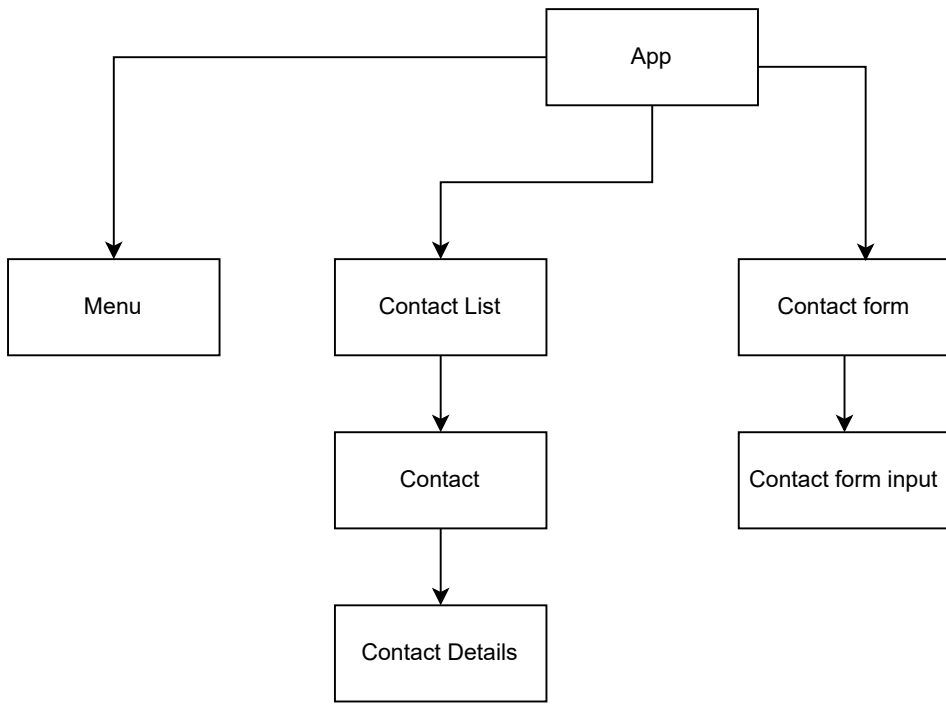 App
Menu
Contact List
Contact form
Contact
Contact form input
Contact Details